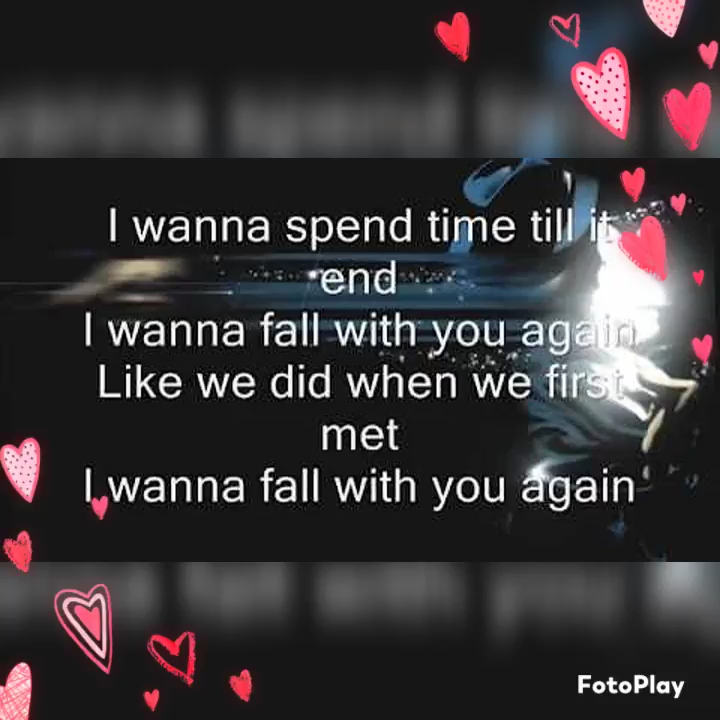 I wanna spend time till it
end
I wanna fall with you again
Like we did when we first
met
I wanna fall with you again
FotoPlay